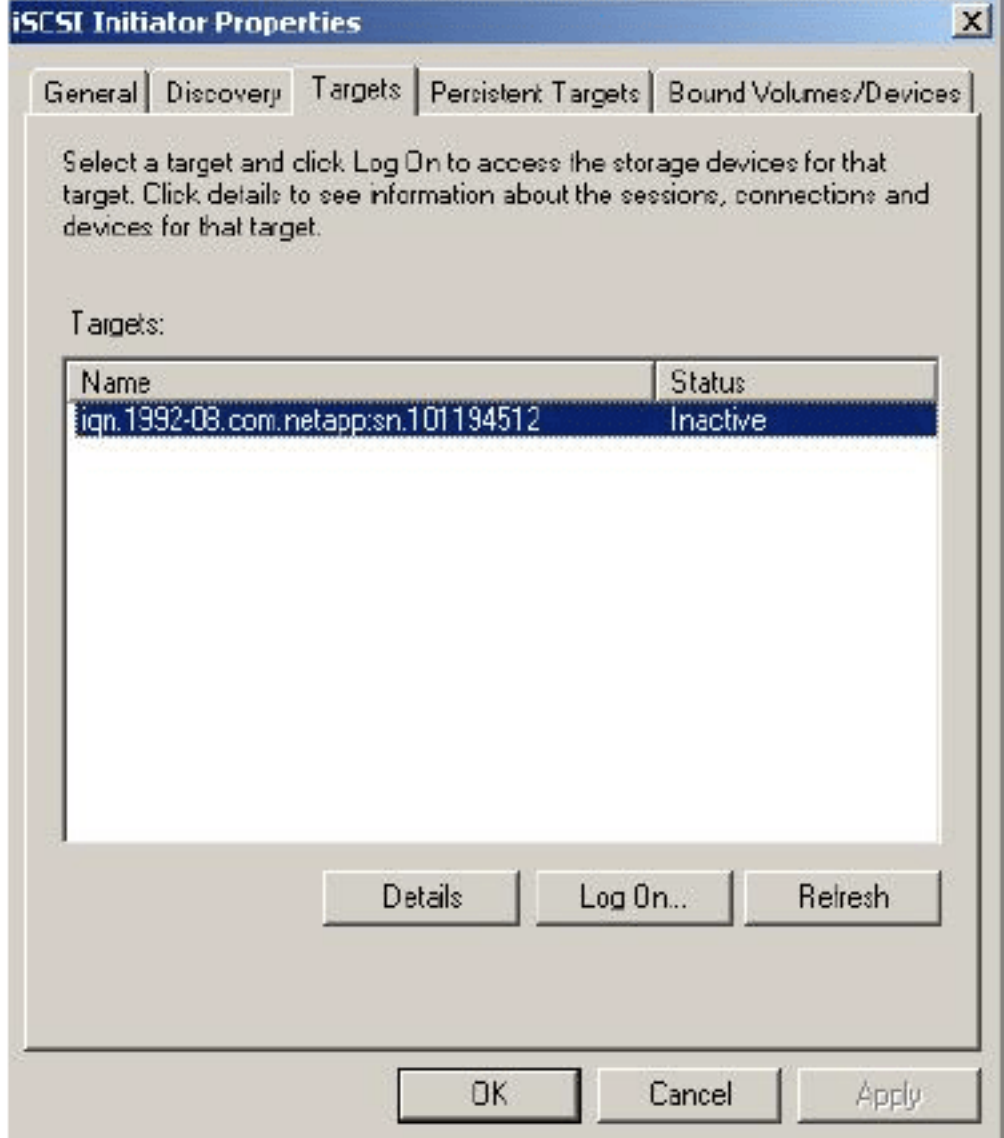 iSCSI Initiator Properties
General Discovery Targets Persistent Targets Bound Volumes/Devices
Select a target and click Log On to access the storage devices for that
target. Click details to see information about the sessions, connections and
devices for that target.
Targets:
Name Status
iqn.1992-08.com.netapp:sn.101194512 Inactive
Details Log On... Refresh
OK Cancel Apply